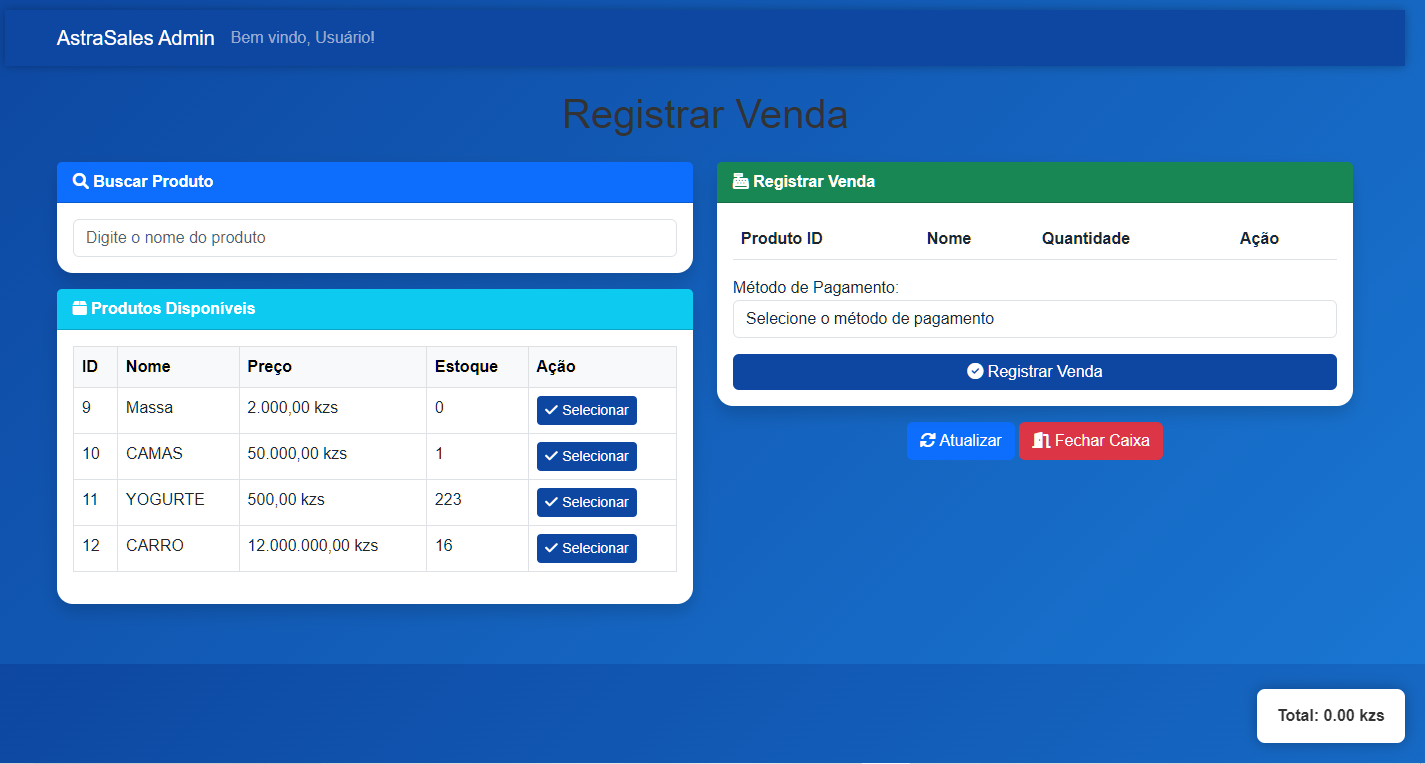 AstraSales Admin Bem vindo, Usuário!
Registrar Venda
Buscar Produto
Digite o nome do produto
Produtos Disponíveis
ID Nome Preço Estoque Ação
9 Massa 2.000,00 kzs 0 Selecionar
10 CAMAS 50.000,00 kzs 1 Selecionar
11 YOGURTE 500,00 kzs 223 Selecionar
12 CARRO 12.000.000,00 kzs 16 Selecionar
Registrar Venda
Produto ID Nome Quantidade Ação
Método de Pagamento:
Selecione o método de pagamento
Registrar Venda
Atualizar Fechar Caixa
Total: 0.00 kzs